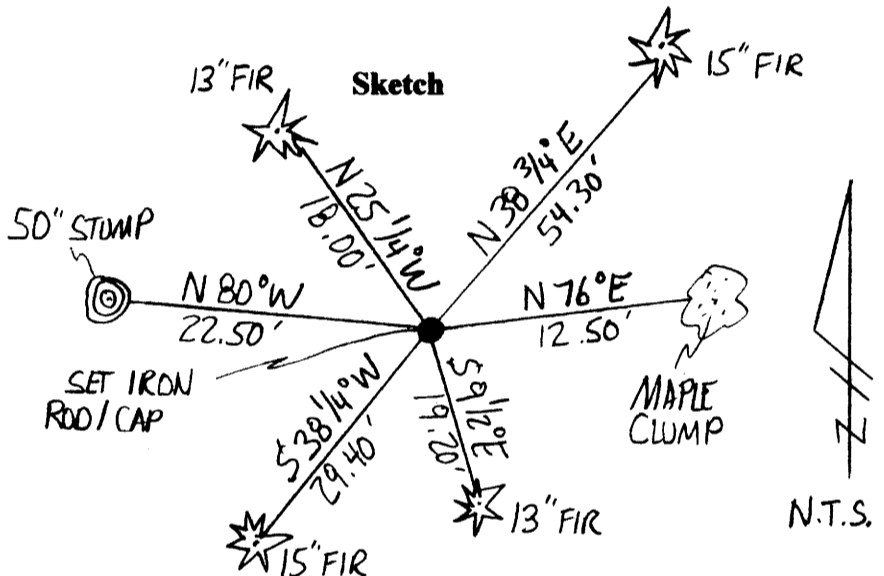 Sketch
13" FIR
15" FIR
N 25 1/4° W
18.00'
N 38 3/4° E
54.30'
50" STUMP
N 80° W
22.50'
N 76° E
12.50'
SET IRON
ROD/CAP
MAPLE
CLUMP
S 38 1/4° W
29.40'
S 9 1/2° E
19.20'
15" FIR
13" FIR
N
N.T.S.